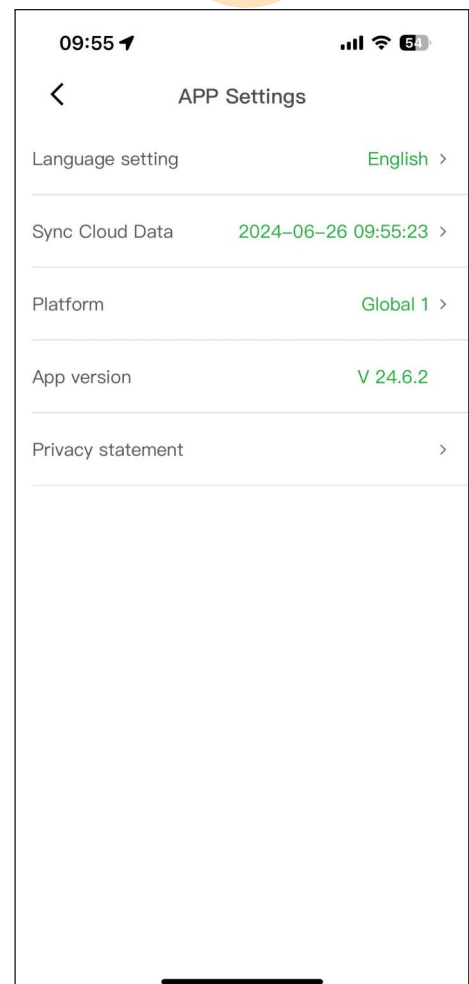 09:55
54
APP Settings
Language setting English
Sync Cloud Data 2024-06-26 09:55:23
Platform Global 1
App version V 24.6.2
Privacy statement